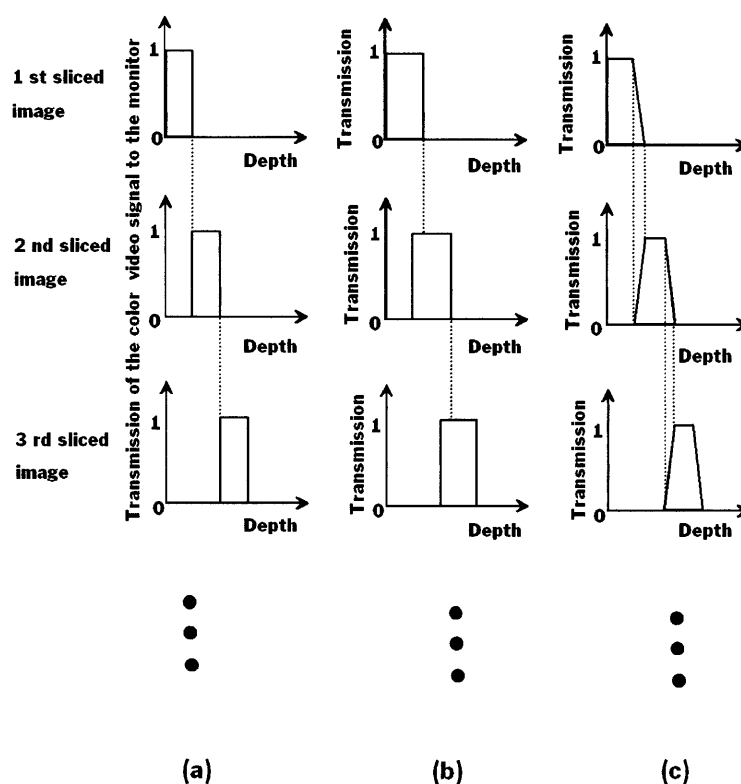 1 st sliced
image
2 nd sliced
image
3 rd sliced
image
Transmission of the color video signal to the monitor
1
0
Depth
1
0
Depth
1
0
Depth
(a)
Transmission
1
0
Depth
Transmission
1
0
Depth
Transmission
1
0
Depth
(b)
Transmission
1
0
Depth
Transmission
1
0
Depth
Transmission
1
0
Depth
(c)